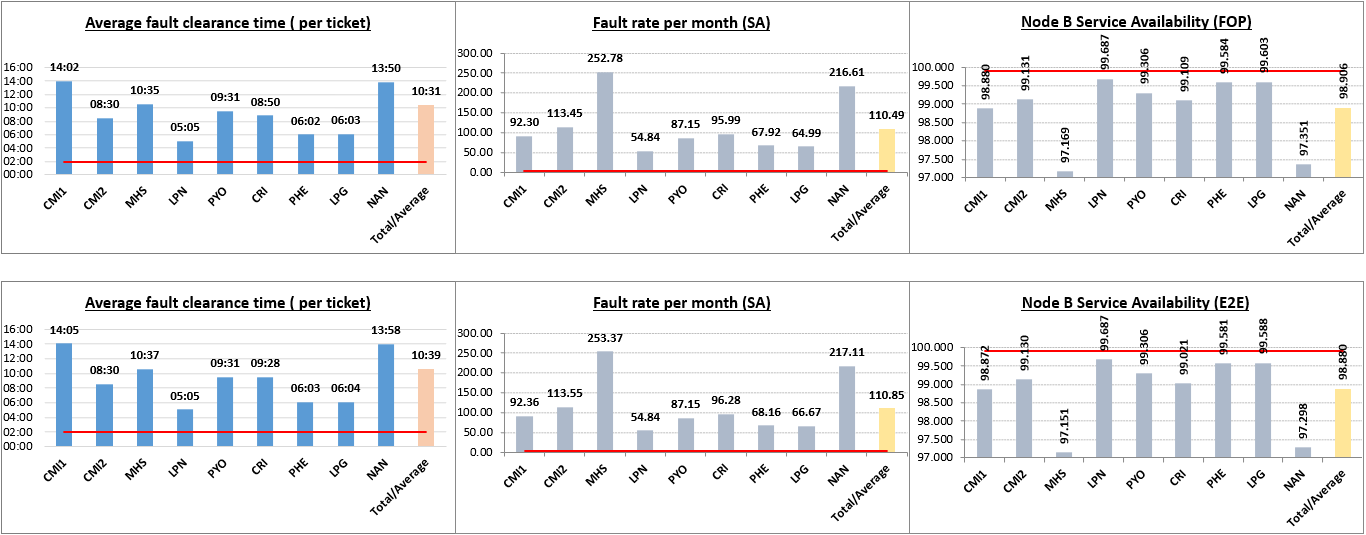 Average fault clearance time ( per ticket)
16:00
14:00
12:00
10:00
08:00
06:00
04:00
02:00
00:00
14:02
08:30
10:35
05:05
09:31
08:50
06:02
06:03
13:50
10:31
CMI1
CMI2
MHS
LPN
PYO
CRI
PHE
LPG
NAN
Total/Average
Fault rate per month (SA)
300.00
250.00
200.00
150.00
100.00
50.00
0.00
92.30
113.45
252.78
54.84
87.15
95.99
67.92
64.99
216.61
110.49
CMI1
CMI2
MHS
LPN
PYO
CRI
PHE
LPG
NAN
Total/Average
Node B Service Availability (FOP)
100.000
99.500
99.000
98.500
98.000
97.500
97.000
98.880
99.131
97.169
99.687
99.306
99.109
99.584
99.603
97.351
98.906
CMI1
CMI2
MHS
LPN
PYO
CRI
PHE
LPG
NAN
Total/Average
Average fault clearance time ( per ticket)
16:00
14:00
12:00
10:00
08:00
06:00
04:00
02:00
00:00
14:05
08:30
10:37
05:05
09:31
09:28
06:03
06:04
13:58
10:39
CMI1
CMI2
MHS
LPN
PYO
CRI
PHE
LPG
NAN
Total/Average
Fault rate per month (SA)
300.00
250.00
200.00
150.00
100.00
50.00
0.00
92.36
113.55
253.37
54.84
87.15
96.28
68.16
66.67
217.11
110.85
CMI1
CMI2
MHS
LPN
PYO
CRI
PHE
LPG
NAN
Total/Average
Node B Service Availability (E2E)
100.000
99.500
99.000
98.500
98.000
97.500
97.000
98.872
99.130
97.151
99.687
99.306
99.021
99.581
99.588
97.298
98.880
CMI1
CMI2
MHS
LPN
PYO
CRI
PHE
LPG
NAN
Total/Average